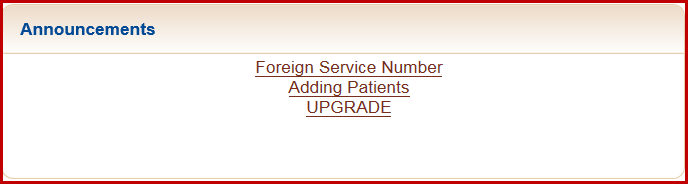 Announcements
Foreign Service Number
Adding Patients
UPGRADE